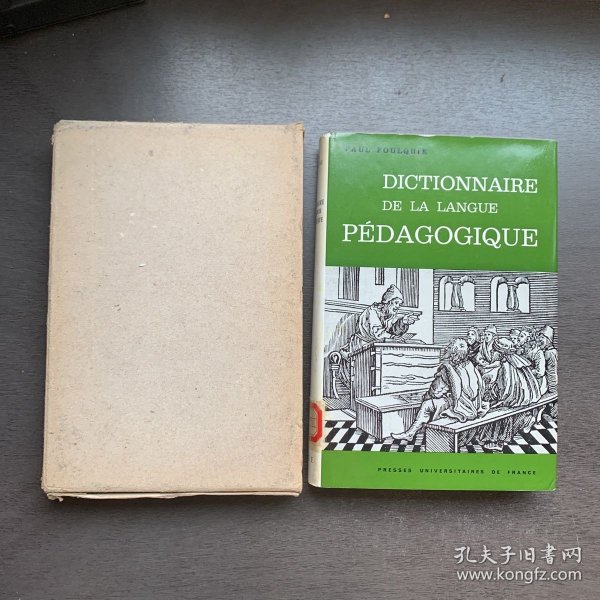 PAUL FOULQUIÉ
DICTIONNAIRE
DE LA LANGUE
PÉDAGOGIQUE
PRESSES UNIVERSITAIRES DE FRANCE
孔夫子旧书网
www.kongfz.com